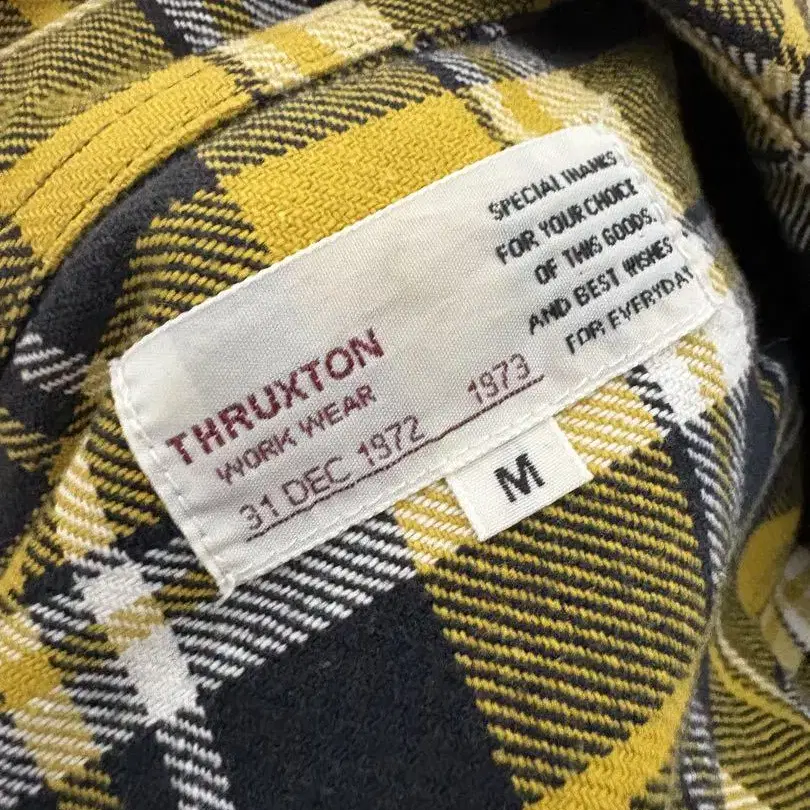 SPECIAL THANKS
FOR YOUR CHOICE
OF THIS GOODS.
AND BEST WISHES
FOR EVERYDAY
THRUXTON
WORK WEAR
31 DEC 1972 1973
M